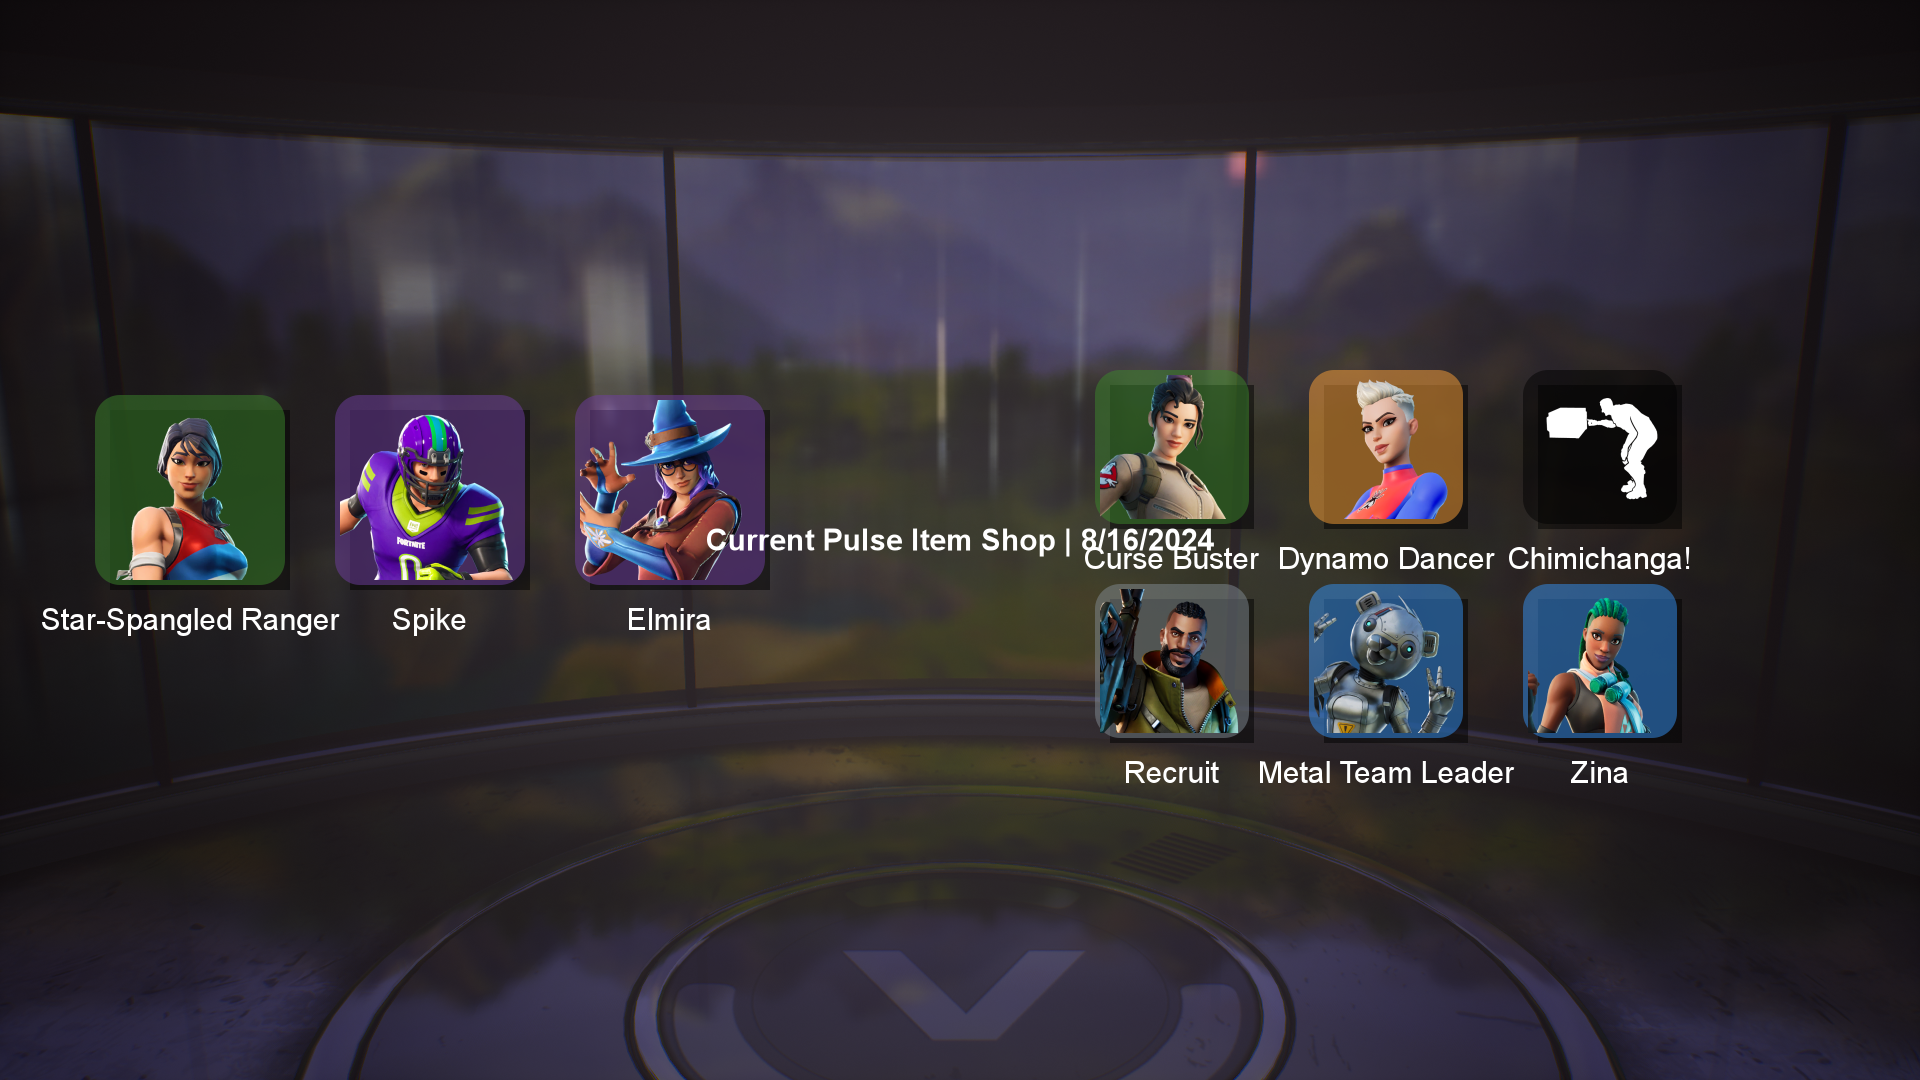 Current Pulse Item Shop | 8/16/2024
Star-Spangled Ranger
Spike
FORTNITE
Elmira
Curse Buster
Dynamo Dancer
Chimichanga!
Recruit
Metal Team Leader
Zina